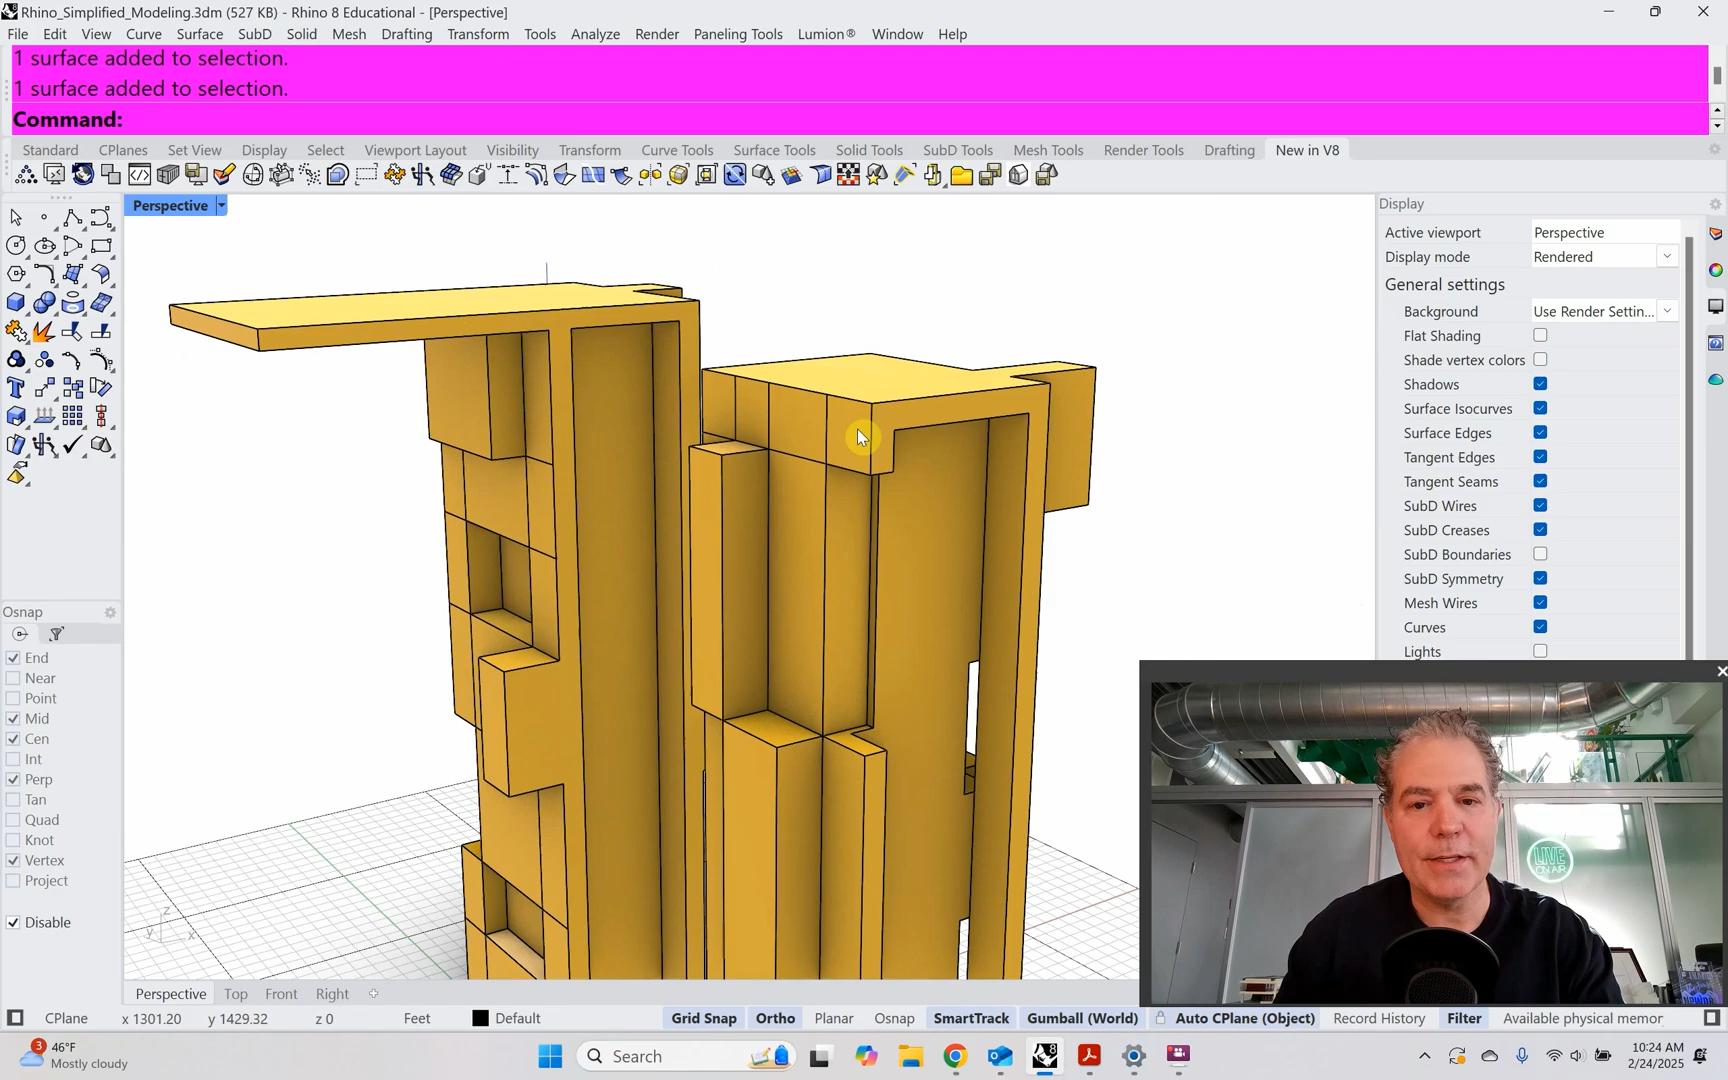 Rhino_Simplified_Modeling.3dm (527 KB) - Rhino 8 Educational - [Perspective]
File Edit View Curve Surface SubD Solid Mesh Drafting Transform Tools Analyze Render Paneling Tools Lumion® Window Help
1 surface added to selection.
1 surface added to selection.
Command:
Standard CPlanes Set View Display Select Viewport Layout Visibility Transform Curve Tools Surface Tools Solid Tools SubD Tools Mesh Tools Render Tools Drafting New in V8
Perspective
Display
Active viewport Perspective
Display mode Rendered
General settings
Background Use Render Settin...
Flat Shading
Shade vertex colors
Shadows
Surface Isocurves
Surface Edges
Tangent Edges
Tangent Seams
SubD Wires
SubD Creases
SubD Boundaries
SubD Symmetry
Mesh Wires
Curves
Lights
Osnap
End
Near
Point
Mid
Cen
Int
Perp
Tan
Quad
Knot
Vertex
Project
Disable
z
y x
LIVE
ON AIR
Perspective Top Front Right
CPlane x 1301.20 y 1429.32 z 0 Feet Default Grid Snap Ortho Planar Osnap SmartTrack Gumball (World) Auto CPlane (Object) Record History Filter Available physical memor
3
46°F
Mostly cloudy
Search
8
10:24 AM
2/24/2025